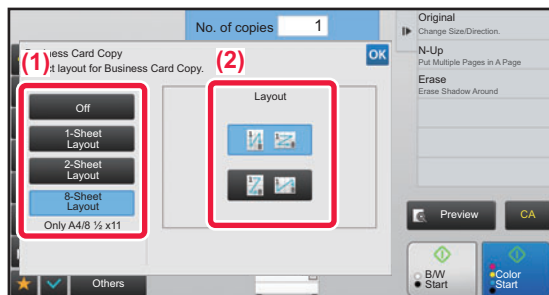 No. of copies 1
Original
Change Size/Direction.
N-Up
Put Multiple Pages in A Page
Erase
Erase Shadow Around
ness Card Copy
OK
(1)
t layout for Business Card Copy.
(2)
Off
1-Sheet
Layout
2-Sheet
Layout
8-Sheet
Layout
Only A4/8 ½ x11
Layout
Preview
CA
B/W
Start
Color
Start
Others